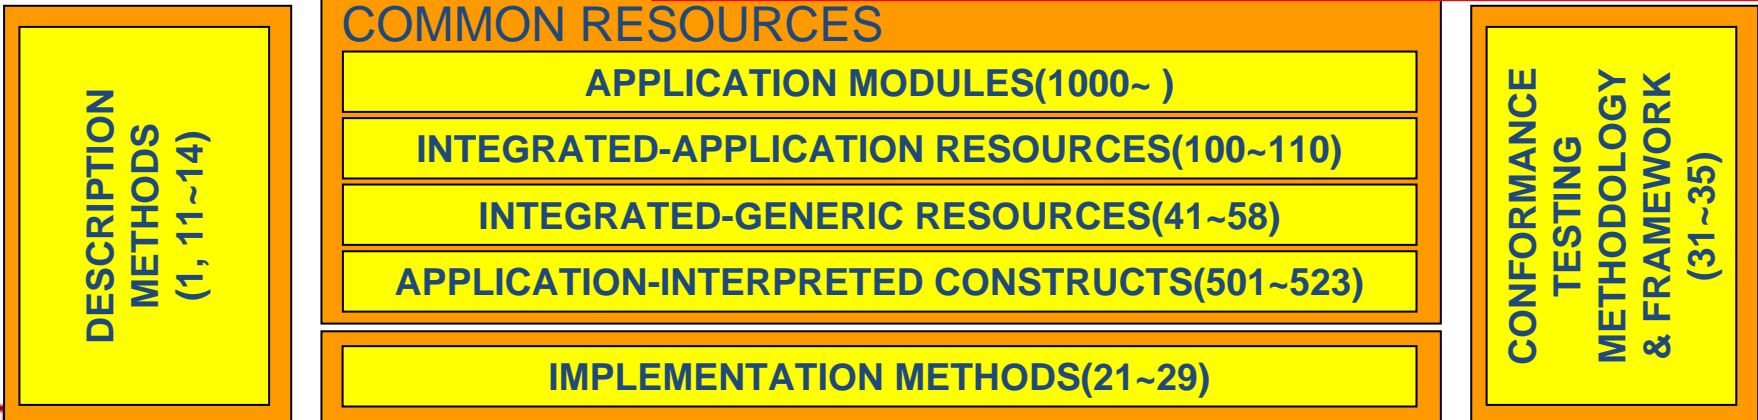 DESCRIPTION
METHODS
(1, 11~14)
COMMON RESOURCES
APPLICATION MODULES(1000~ )
INTEGRATED-APPLICATION RESOURCES(100~110)
INTEGRATED-GENERIC RESOURCES(41~58)
APPLICATION-INTERPRETED CONSTRUCTS(501~523)
IMPLEMENTATION METHODS(21~29)
CONFORMANCE
TESTING
METHODOLOGY
& FRAMEWORK
(31~35)